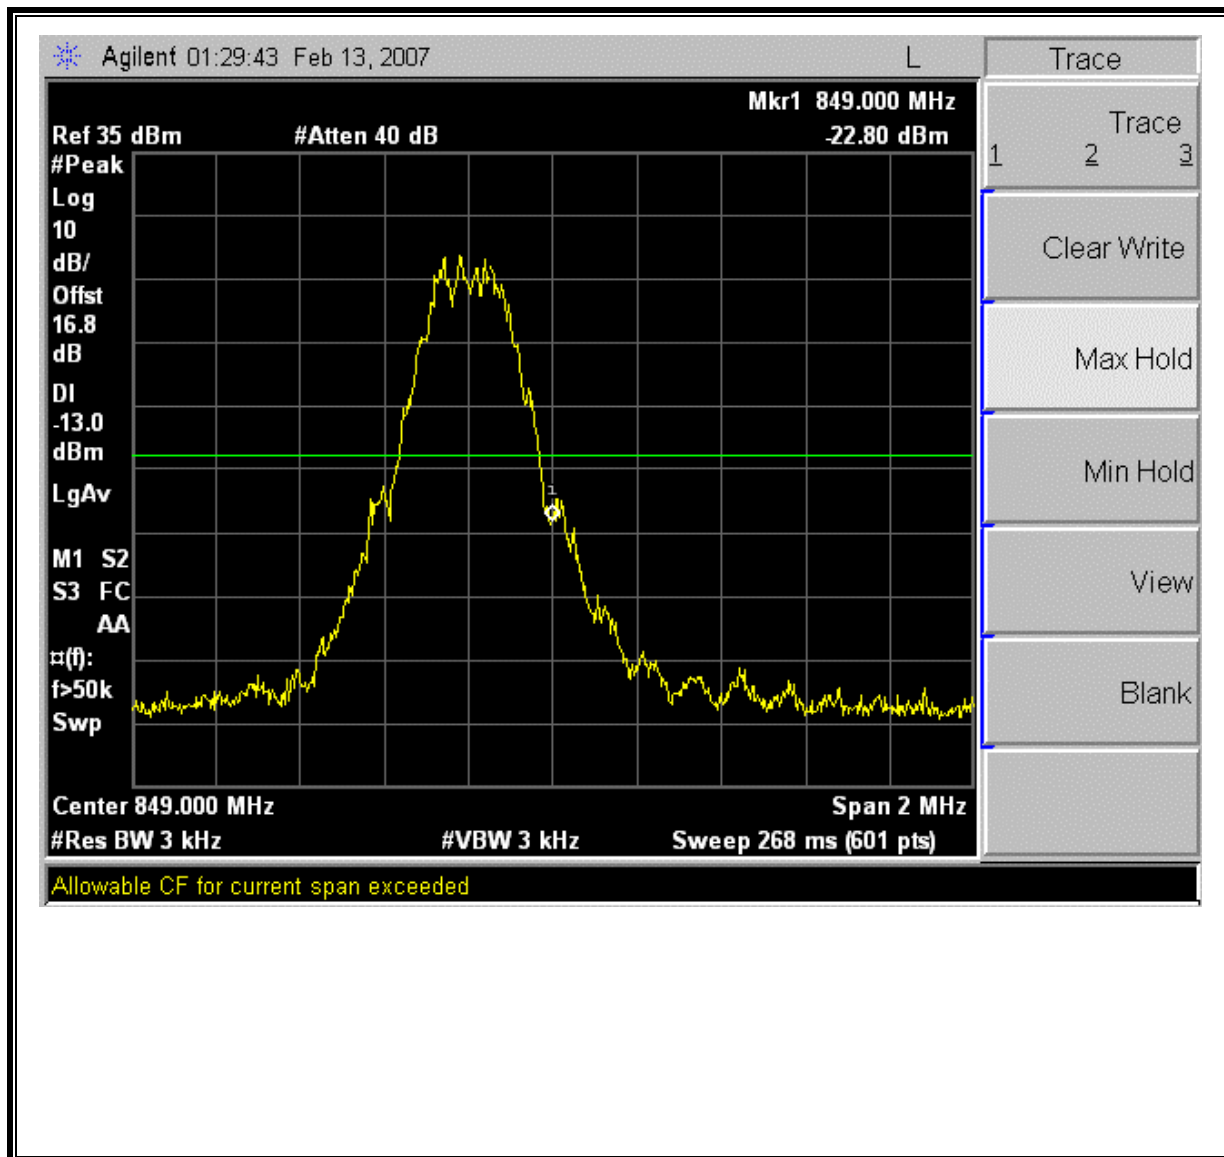 Agilent 01:29:43 Feb 13, 2007 L
Trace
Mkr1 849.000 MHz
Ref 35 dBm #Atten 40 dB -22.80 dBm
#Peak
Log
10
dB/
Offst
16.8
dB
DI
-13.0
dBm
LgAv
M1 S2
S3 FC
AA
¤(f):
f>50k
Swp
1
Center 849.000 MHz Span 2 MHz
#Res BW 3 kHz #VBW 3 kHz Sweep 268 ms (601 pts)
Allowable CF for current span exceeded
Trace
1 2 3
Clear Write
Max Hold
Min Hold
View
Blank